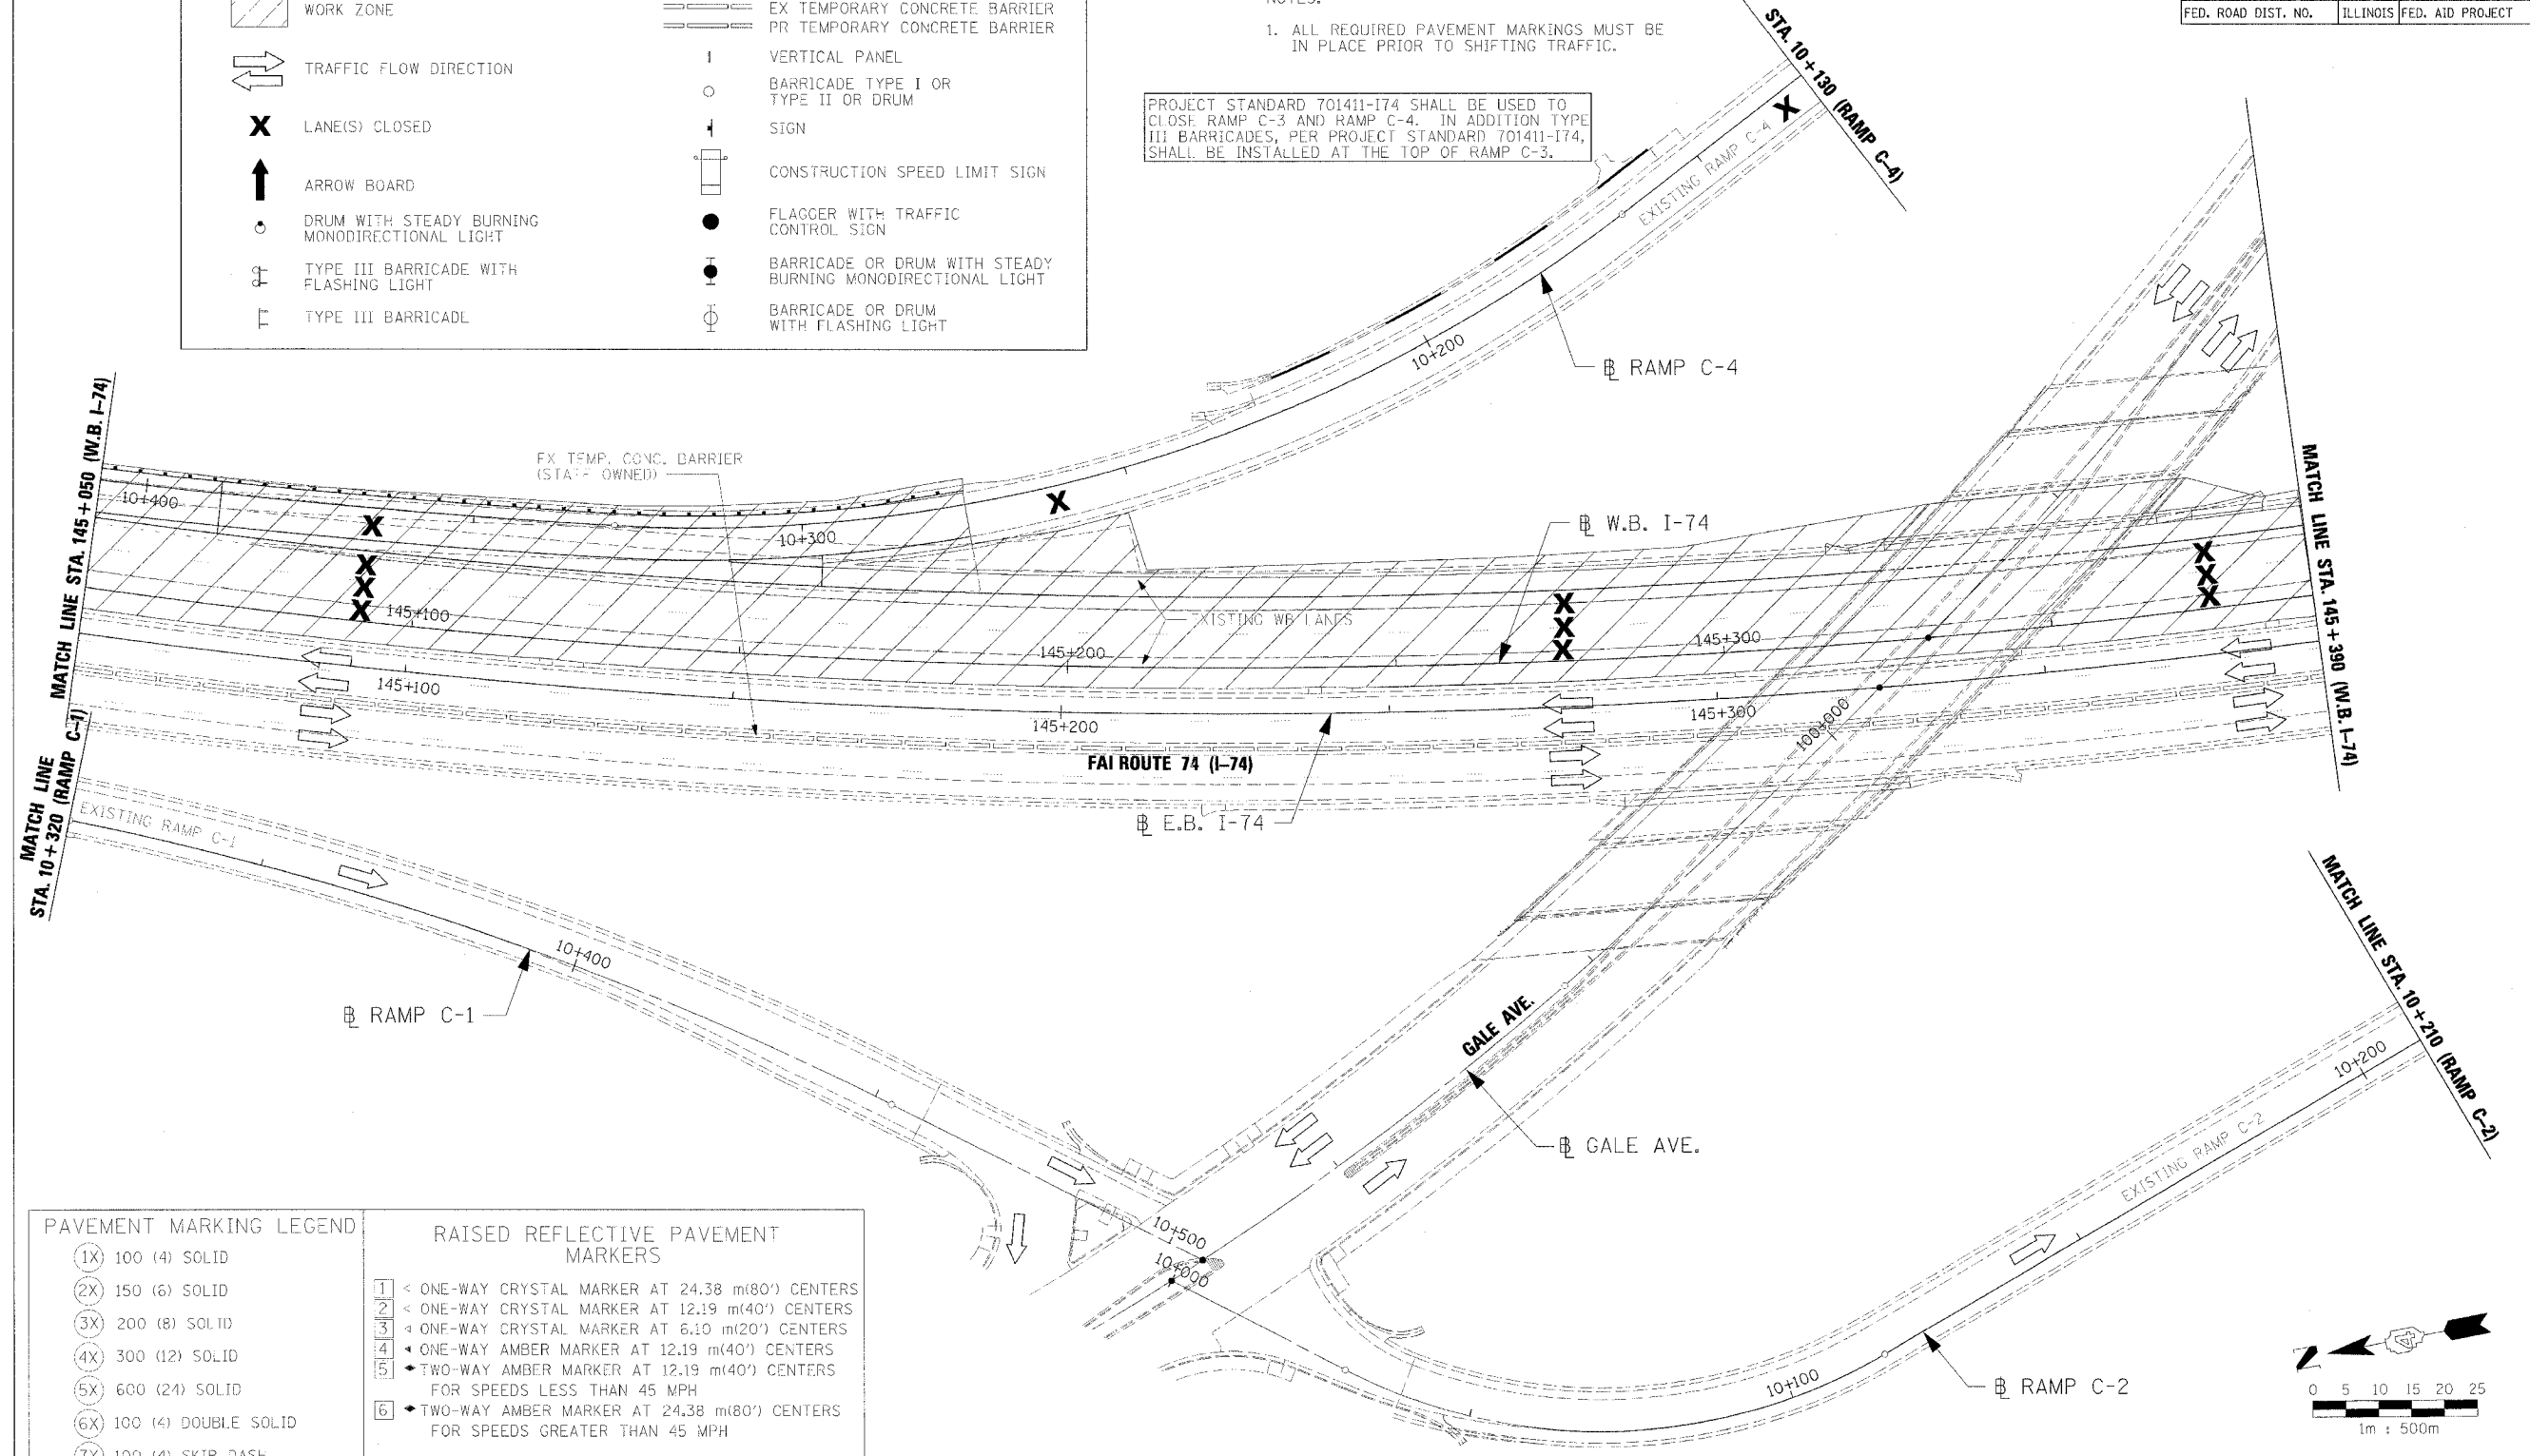 WORK ZONE
TRAFFIC FLOW DIRECTION
X LANE(S) CLOSED
ARROW BOARD
DRUM WITH STEADY BURNING
MONODIRECTIONAL LIGHT
TYPE III BARRICADE WITH
FLASHING LIGHT
TYPE III BARRICADE
EX TEMPORARY CONCRETE BARRIER
PR TEMPORARY CONCRETE BARRIER
VERTICAL PANEL
BARRICADE TYPE I OR
TYPE II OR DRUM
SIGN
CONSTRUCTION SPEED LIMIT SIGN
FLAGGER WITH TRAFFIC
CONTROL SIGN
BARRICADE OR DRUM WITH STEADY
BURNING MONODIRECTIONAL LIGHT
BARRICADE OR DRUM
WITH FLASHING LIGHT
NOTES:
1. ALL REQUIRED PAVEMENT MARKINGS MUST BE
IN PLACE PRIOR TO SHIFTING TRAFFIC.
PROJECT STANDARD 701411-I74 SHALL BE USED TO
CLOSE RAMP C-3 AND RAMP C-4. IN ADDITION TYPE
III BARRICADES, PER PROJECT STANDARD 701411-I74,
SHALL BE INSTALLED AT THE TOP OF RAMP C-3.
FED. ROAD DIST. NO. ILLINOIS FED. AID PROJECT
STA. 10+130 (RAMP C-4)
X
EXISTING RAMP C-4
10+200
℔ RAMP C-4
MATCH LINE STA. 145+050 (W.B. I-74)
10+400
EX TEMP. CONC. BARRIER
(STATE OWNED)
X
X
X
X
X
10+300
℔ W.B. I-74
145+100
EXISTING WB LANES
145+200
X
X
X
145+300
X
X
X
MATCH LINE STA. 145+390 (W.B. I-74)
145+100
145+200
145+300
100+000
FAI ROUTE 74 (I-74)
℔ E.B. I-74
MATCH LINE
STA. 10+320 (RAMP C-1)
EXISTING RAMP C-1
10+400
℔ RAMP C-1
GALE AVE.
℔ GALE AVE.
MATCH LINE STA. 10+210 (RAMP C-2)
10+200
EXISTING RAMP C-2
10+500
10+000
10+100
℔ RAMP C-2
PAVEMENT MARKING LEGEND
1X 100 (4) SOLID
2X 150 (6) SOLID
3X 200 (8) SOLID
4X 300 (12) SOLID
5X 600 (24) SOLID
6X 100 (4) DOUBLE SOLID
7X 100 (4) SKIP DASH
RAISED REFLECTIVE PAVEMENT
MARKERS
1 < ONE-WAY CRYSTAL MARKER AT 24.38 m(80') CENTERS
2 < ONE-WAY CRYSTAL MARKER AT 12.19 m(40') CENTERS
3 ◁ ONE-WAY CRYSTAL MARKER AT 6.10 m(20') CENTERS
4 ◀ ONE-WAY AMBER MARKER AT 12.19 m(40') CENTERS
5 ◆ TWO-WAY AMBER MARKER AT 12.19 m(40') CENTERS
FOR SPEEDS LESS THAN 45 MPH
6 ◆ TWO-WAY AMBER MARKER AT 24.38 m(80') CENTERS
FOR SPEEDS GREATER THAN 45 MPH
0 5 10 15 20 25
1m : 500m